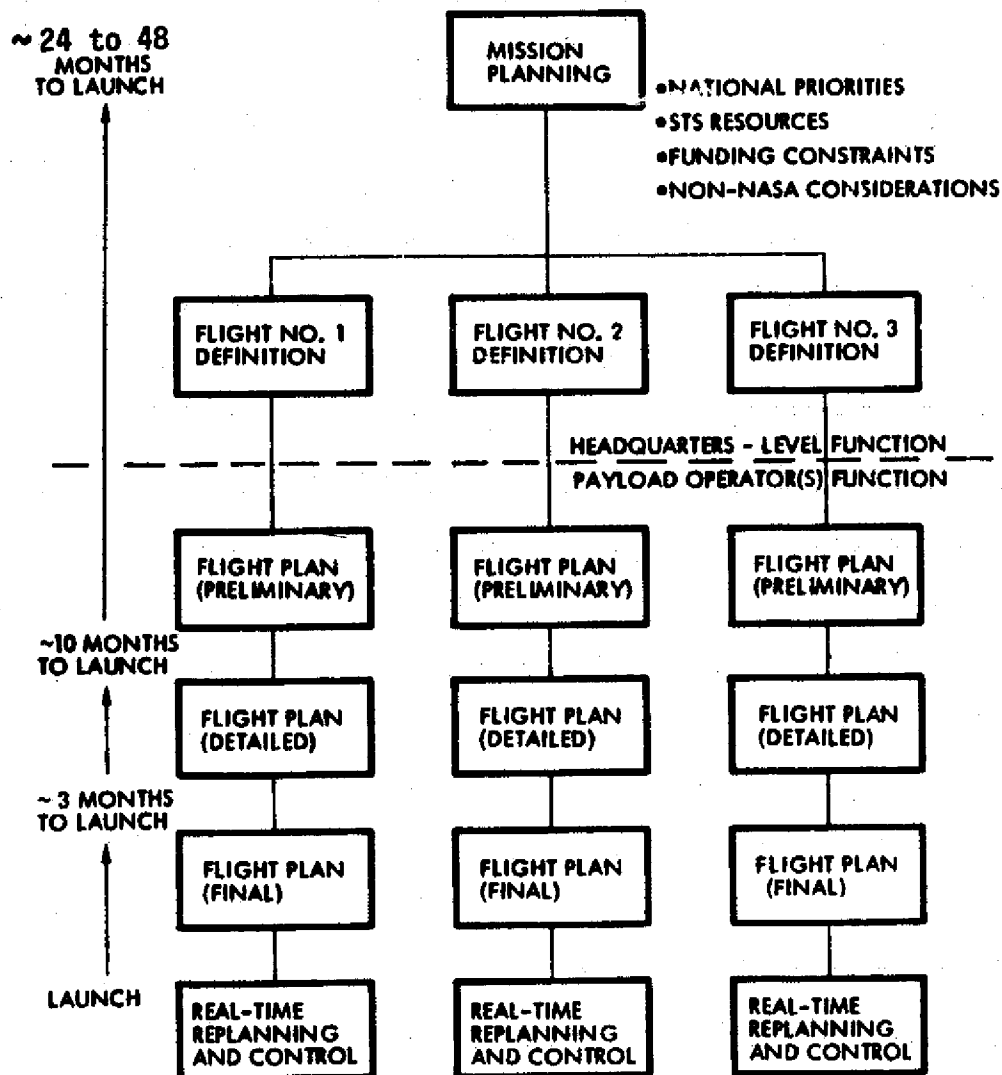 ~ 24 to 48
MONTHS
TO LAUNCH
MISSION
PLANNING
•NATIONAL PRIORITIES
•STS RESOURCES
•FUNDING CONSTRAINTS
•NON-NASA CONSIDERATIONS
FLIGHT NO. 1
DEFINITION
FLIGHT NO. 2
DEFINITION
FLIGHT NO. 3
DEFINITION
HEADQUARTERS - LEVEL FUNCTION
PAYLOAD OPERATOR(S) FUNCTION
FLIGHT PLAN
(PRELIMINARY)
FLIGHT PLAN
(PRELIMINARY)
FLIGHT PLAN
(PRELIMINARY)
~10 MONTHS
TO LAUNCH
FLIGHT PLAN
(DETAILED)
FLIGHT PLAN
(DETAILED)
FLIGHT PLAN
(DETAILED)
~ 3 MONTHS
TO LAUNCH
FLIGHT PLAN
(FINAL)
FLIGHT PLAN
(FINAL)
FLIGHT PLAN
(FINAL)
LAUNCH
REAL-TIME
REPLANNING
AND CONTROL
REAL-TIME
REPLANNING
AND CONTROL
REAL-TIME
REPLANNING
AND CONTROL